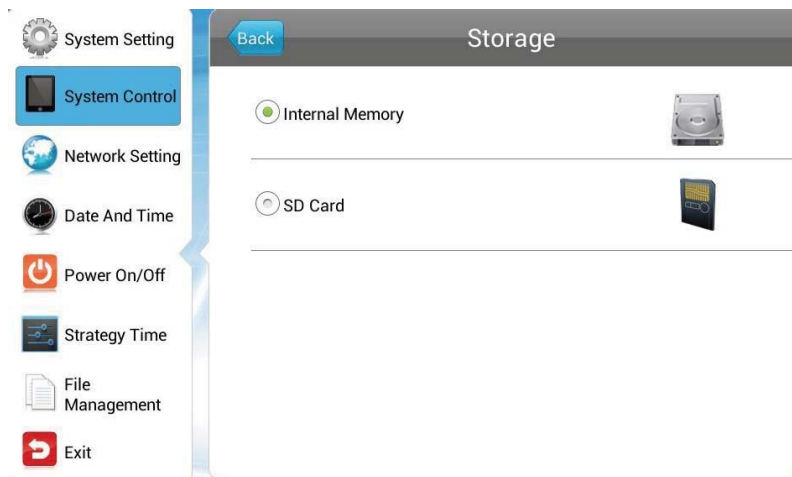 System Setting
System Control
Network Setting
Date And Time
Power On/Off
Strategy Time
File
Management
Exit
Back
Storage
Internal Memory
SD Card